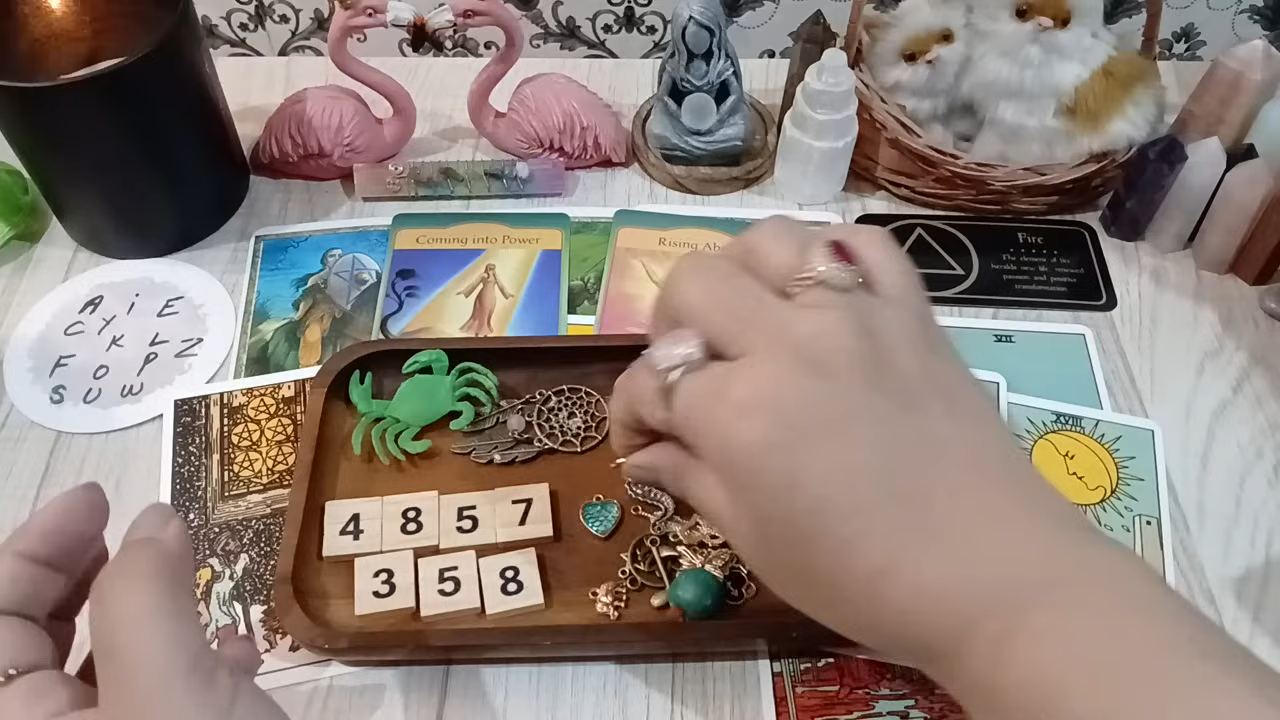 Coming into Power
Rising
Fire
The element of fire
heralds new life, renewed
passion and positive
transformation
A i E
C Y K L Z
F O P
S U W
VII
XVIII
4 8 5 7
3 5 8